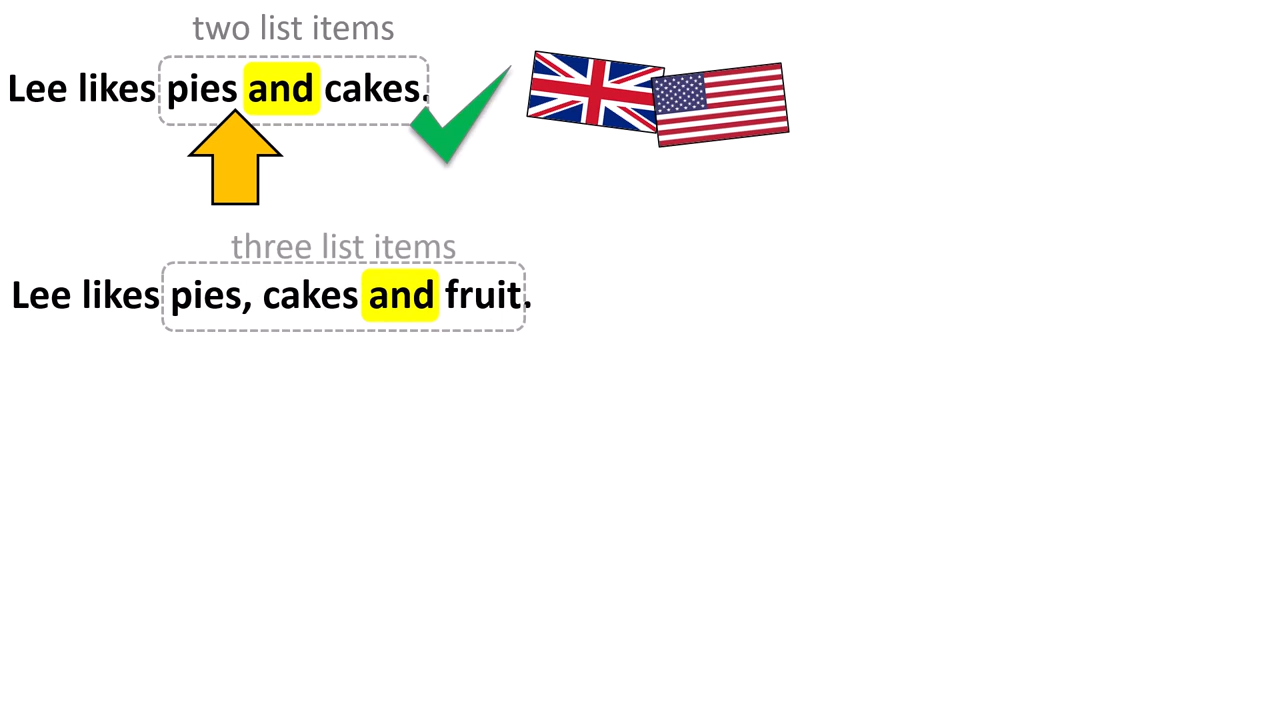 two list items
Lee likes pies and cakes.
three list items
Lee likes pies, cakes and fruit.